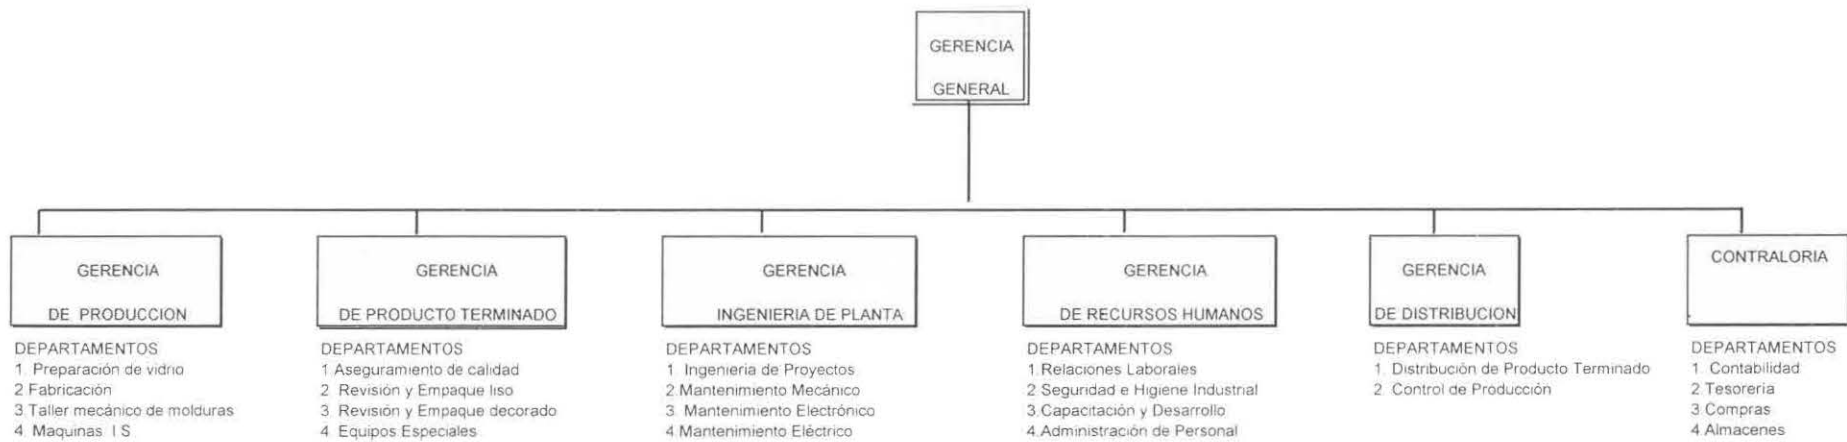 GERENCIA
GENERAL
GERENCIA
DE PRODUCCION
DEPARTAMENTOS
1. Preparación de vidrio
2 Fabricación
3.Taller mecánico de molduras
4. Maquinas I S
GERENCIA
DE PRODUCTO TERMINADO
DEPARTAMENTOS
1 Aseguramiento de calidad
2 Revisión y Empaque liso
3. Revisión y Empaque decorado
4. Equipos Especiales
GERENCIA
INGENIERIA DE PLANTA
DEPARTAMENTOS
1. Ingenieria de Proyectos
2 Mantenimiento Mecánico
3. Mantenimiento Electrónico
4 Mantenimiento Eléctrico
GERENCIA
DE RECURSOS HUMANOS
DEPARTAMENTOS
1.Relaciones Laborales
2 Seguridad e Higiene Industrial
3.Capacitación y Desarrollo
4.Administración de Personal
GERENCIA
DE DISTRIBUCION
DEPARTAMENTOS
1. Distribución de Producto Terminado
2. Control de Producción
CONTRALORIA
DEPARTAMENTOS
1. Contabilidad
2.Tesorería
3 Compras
4 Almacenes